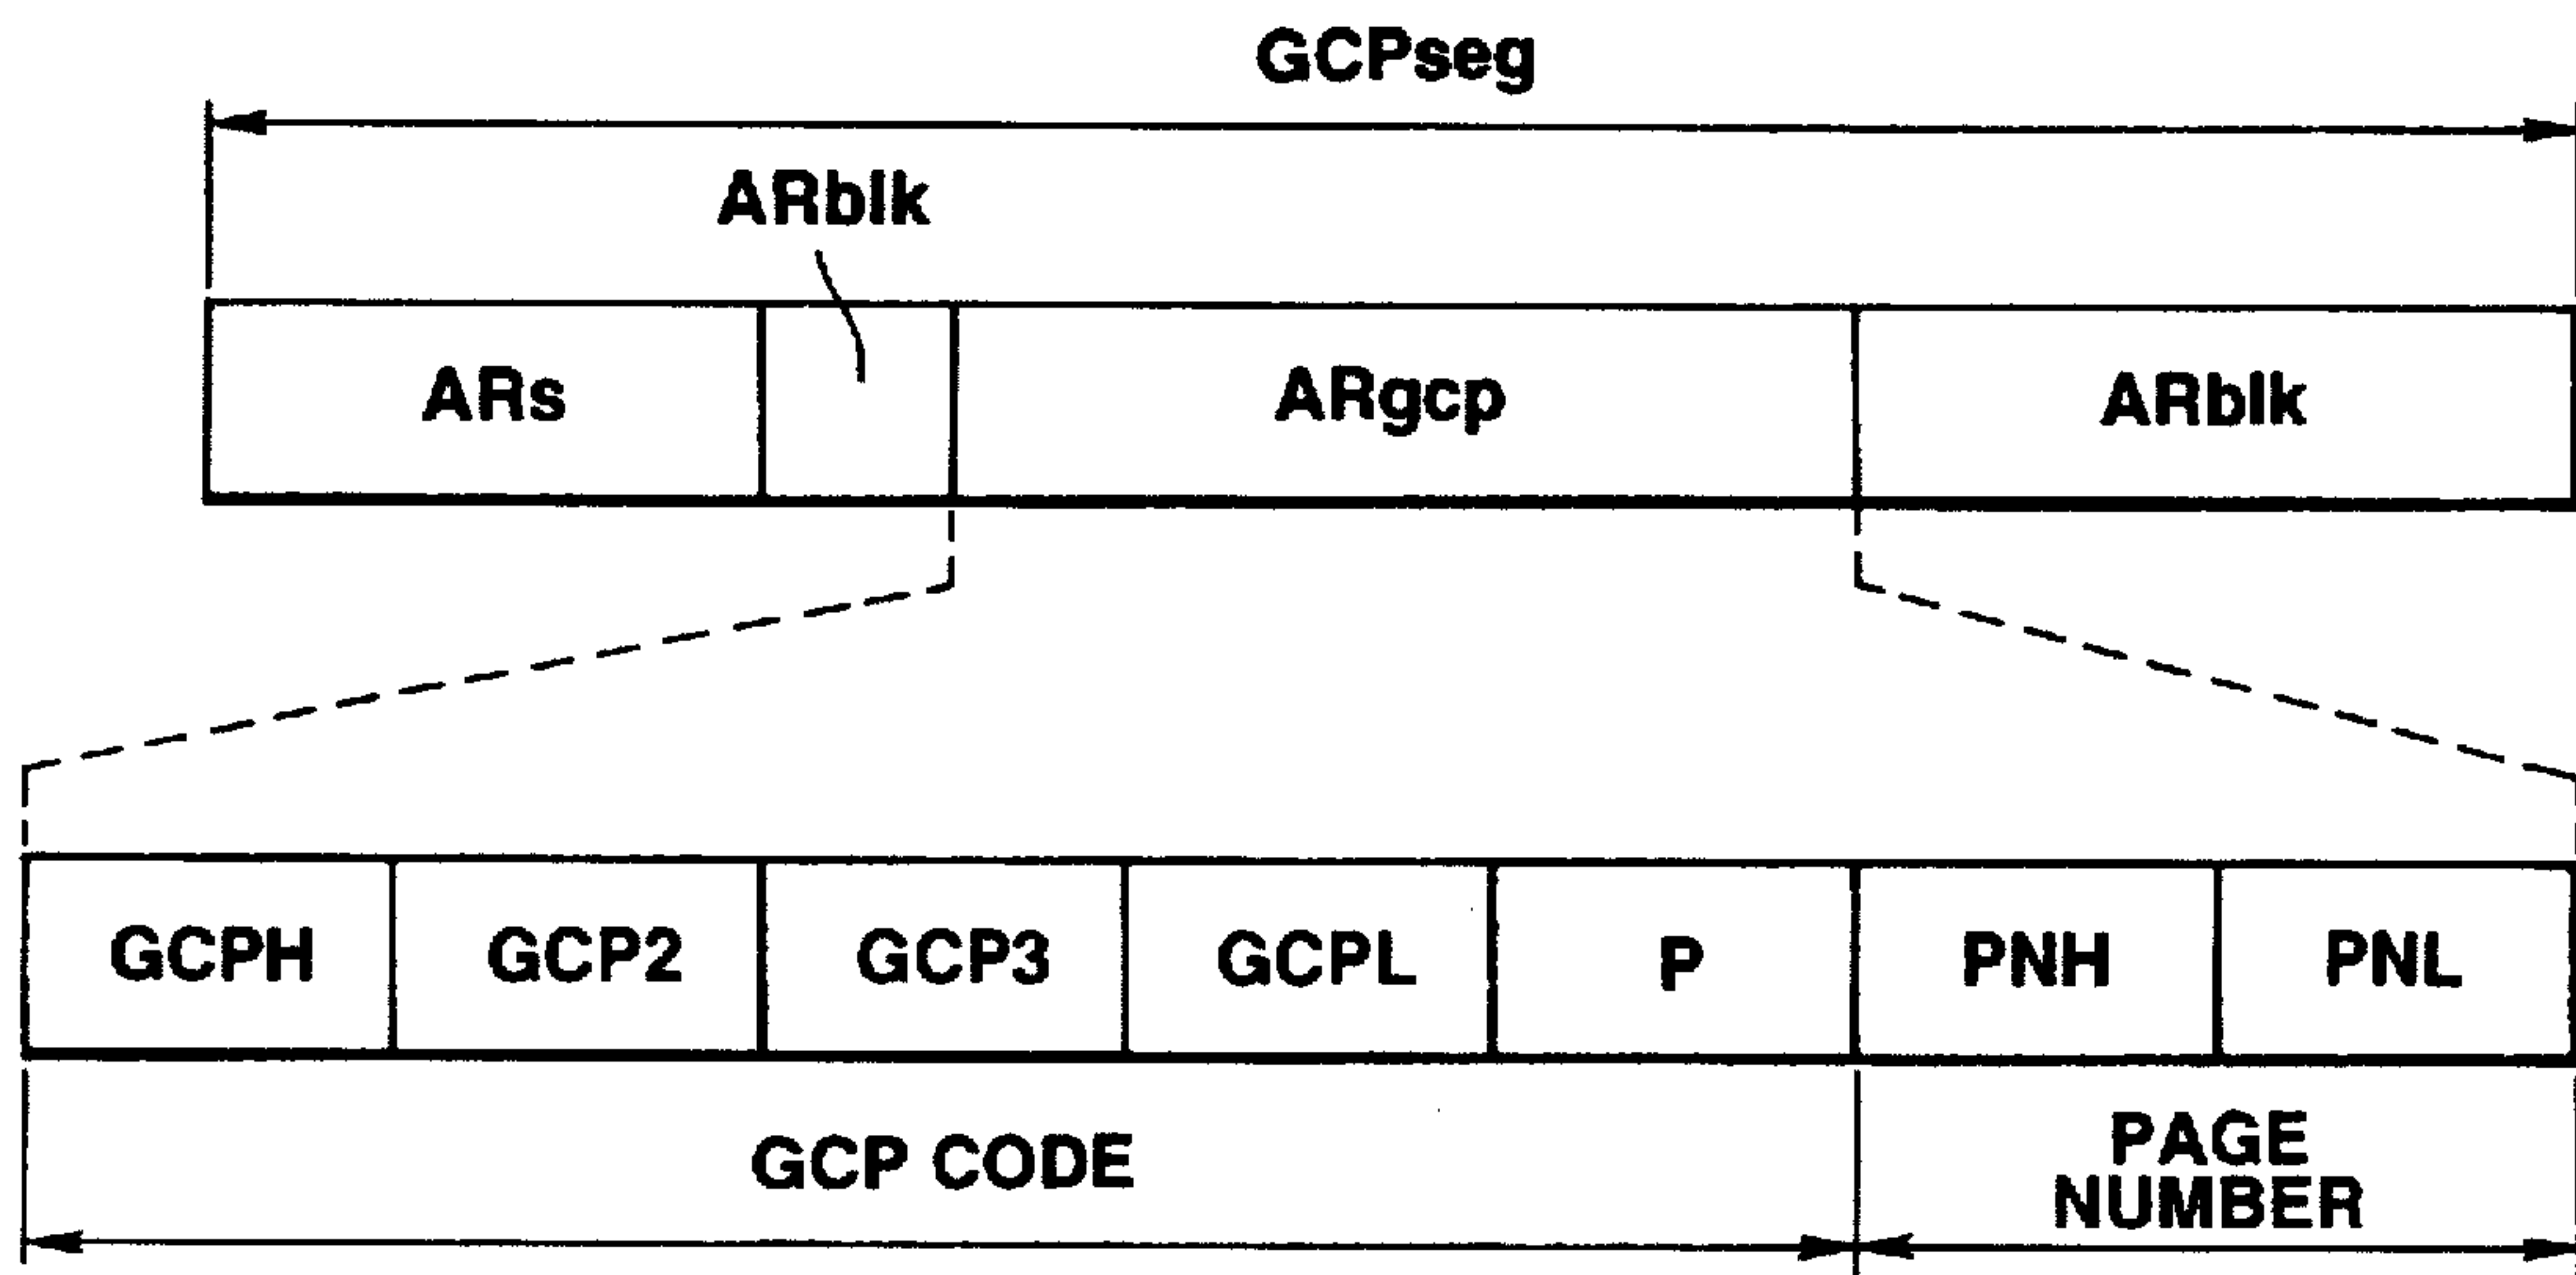 GCPseg
ARblk
ARs ARgcp ARblk
GCPH GCP2 GCP3 GCPL P PNH PNL
GCP CODE
PAGE
NUMBER